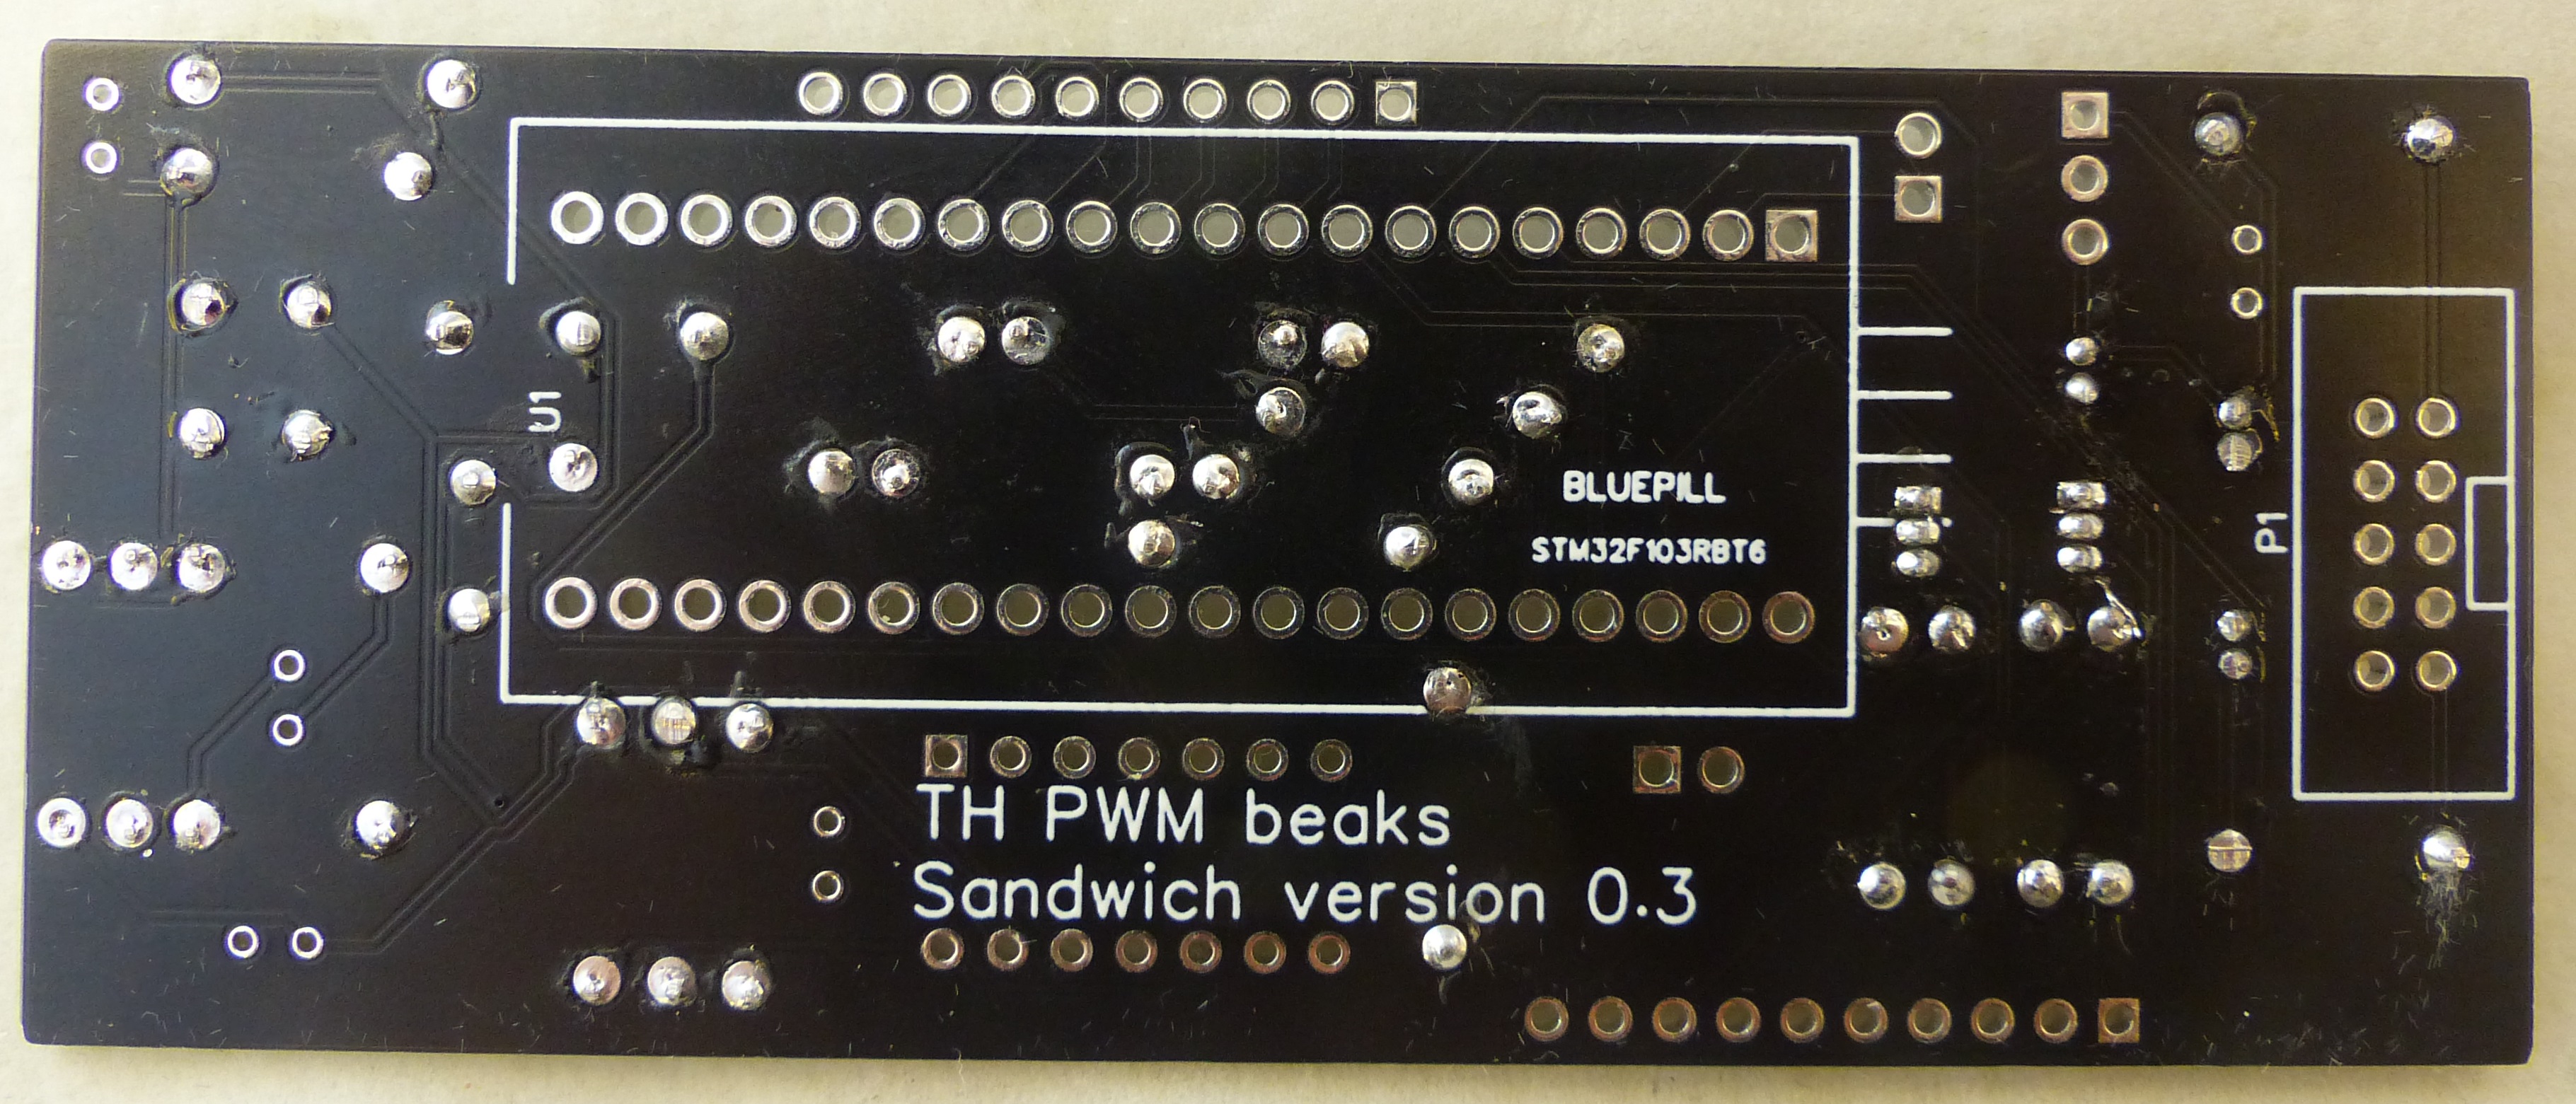 U1
BLUEPILL
STM32F103RBT6
P1
TH PWM beaks
Sandwich version 0.3